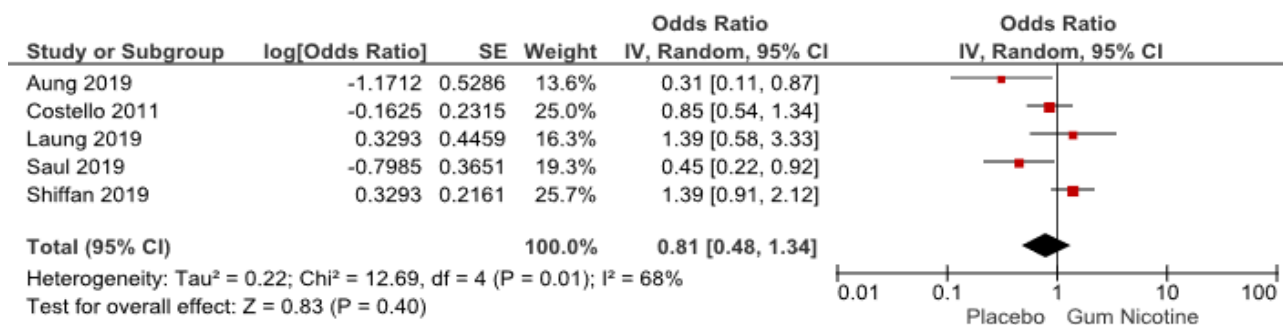 Odds Ratio Odds Ratio
Study or Subgroup log[Odds Ratio] SE Weight IV, Random, 95% CI IV, Random, 95% CI
Aung 2019 -1.1712 0.5286 13.6% 0.31 [0.11, 0.87]
Costello 2011 -0.1625 0.2315 25.0% 0.85 [0.54, 1.34]
Laung 2019 0.3293 0.4459 16.3% 1.39 [0.58, 3.33]
Saul 2019 -0.7985 0.3651 19.3% 0.45 [0.22, 0.92]
Shiffan 2019 0.3293 0.2161 25.7% 1.39 [0.91, 2.12]
Total (95% CI) 100.0% 0.81 [0.48, 1.34]
Heterogeneity: Tau² = 0.22; Chi² = 12.69, df = 4 (P = 0.01); I² = 68%
Test for overall effect: Z = 0.83 (P = 0.40)
0.01 0.1 1 10 100
Placebo Gum Nicotine